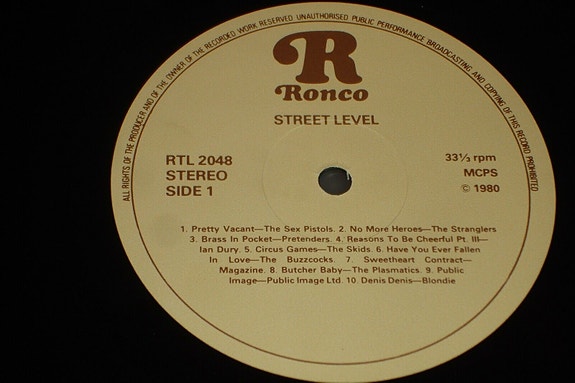 ALL RIGHTS OF THE PRODUCER AND OF THE OWNER OF THE RECORDED WORK RESERVED UNAUTHORISED PUBLIC PERFORMANCE BROADCASTING AND COPYING OF THIS RECORD PROHIBITED
R
Ronco
STREET LEVEL
RTL 2048
STEREO
SIDE 1
33⅓ rpm
MCPS
© 1980
1. Pretty Vacant—The Sex Pistols. 2. No More Heroes—The Stranglers
3. Brass In Pocket—Pretenders. 4. Reasons To Be Cheerful Pt. III—
Ian Dury. 5. Circus Games—The Skids. 6. Have You Ever Fallen
In Love—The Buzzcocks. 7. Sweetheart Contract—
Magazine. 8. Butcher Baby—The Plasmatics. 9. Public
Image—Public Image Ltd. 10. Denis Denis—Blondie